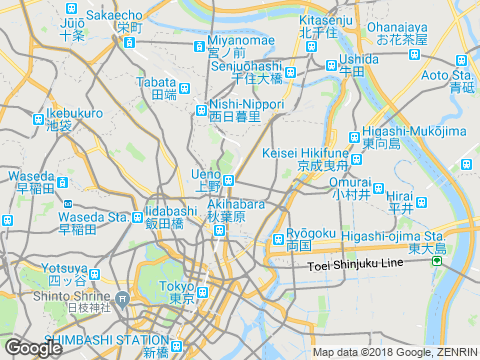 Jūjō
十条
Sakaecho
栄町
Kitasenju
北千住
Ohanajaya
お花茶屋
Miyanomae
宮ノ前
Senjuōhashi
千住大橋
Ushida
牛田
Aoto Sta.
青砥
Tabata
田端
Nishi-Nippori
西日暮里
Ikebukuro
池袋
Higashi-Mukōjima
東向島
Keisei Hikifune
京成曳舟
Waseda
早稲田
Ueno
上野
Omurai
小村井
Hirai
平井
Akihabara
秋葉原
Iidabashi
飯田橋
Waseda Sta.
早稲田
Ryōgoku
両国
Higashi-ojima Sta.
東大島
Toei Shinjuku Line
Yotsuya
四ツ谷
Tokyo
東京
Shinto Shrine
日枝神社
SHIMBASHI STATION
新橋
Google
Map data ©2018 Google, ZENRIN